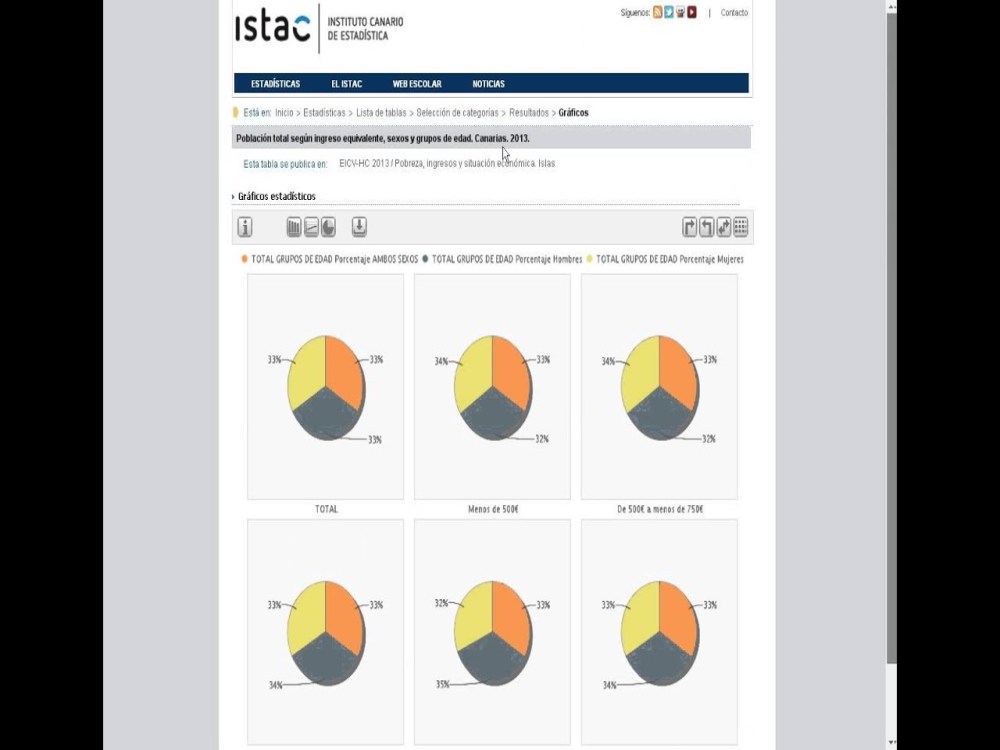 istac
INSTITUTO CANARIO
DE ESTADÍSTICA
Síguenos:
|
Contacto
ESTADÍSTICAS EL ISTAC WEB ESCOLAR NOTICIAS
Está en: Inicio > Estadísticas > Lista de tablas > Selección de categorías > Resultados > Gráficos
Población total según ingreso equivalente, sexos y grupos de edad. Canarias. 2013.
Esta tabla se publica en: EICV-HC 2013 / Pobreza, ingresos y situación económica. Islas
Gráficos estadísticos
TOTAL GRUPOS DE EDAD Porcentaje AMBOS SEXOS TOTAL GRUPOS DE EDAD Porcentaje Hombres TOTAL GRUPOS DE EDAD Porcentaje Mujeres
33% 33% 34% 33% 34% 33%
33% 32% 32%
TOTAL Menos de 500€ De 500€ a menos de 750€
33% 33% 32% 33% 33% 33%
34% 35% 34%